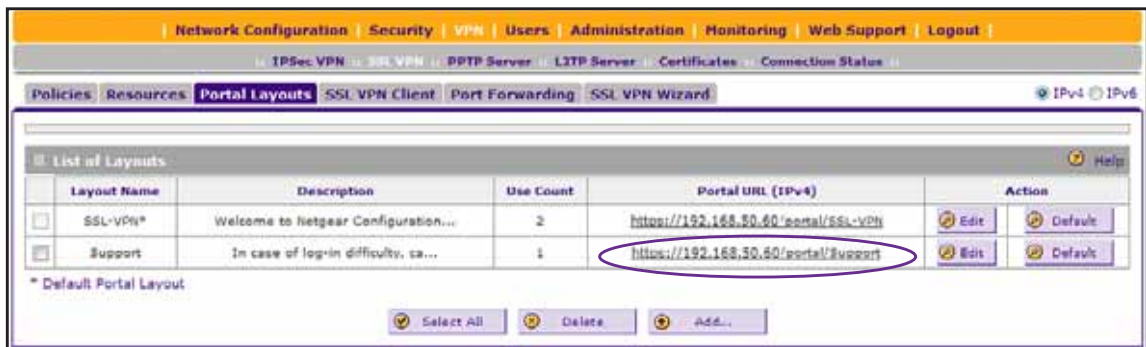 Network Configuration | Security | VPN | Users | Administration | Monitoring | Web Support | Logout
IPSec VPN :: SSL VPN :: PPTP Server :: L2TP Server :: Certificates :: Connection Status
Policies Resources Portal Layouts SSL VPN Client Port Forwarding SSL VPN Wizard IPv4 IPv6
List of Layouts Help
Layout Name Description Use Count Portal URL (IPv4) Action
SSL-VPN* Welcome to Netgear Configuration... 2 https://192.168.50.60/portal/SSL-VPN Edit Default
Support In case of log-in difficulty, ca... 1 https://192.168.50.60/portal/Support Edit Default
* Default Portal Layout
Select All Delete Add...